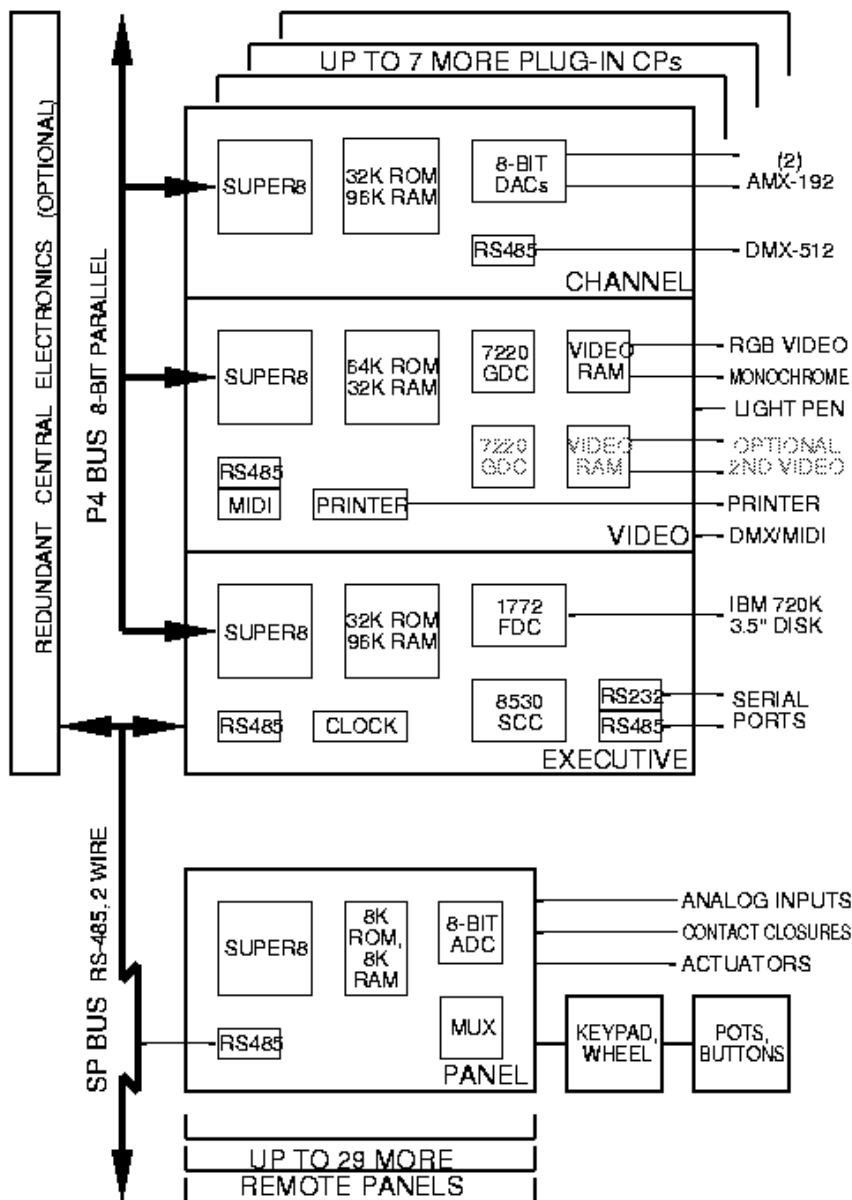 UP TO 7 MORE PLUG-IN CPs
REDUNDANT CENTRAL ELECTRONICS (OPTIONAL)
P4 BUS 8-BIT PARALLEL
SUPER8
32K ROM
96K RAM
8-BIT
DACs
(2)
AMX-192
RS485
DMX-512
CHANNEL
SUPER8
64K ROM
32K RAM
7220
GDC
VIDEO
RAM
RGB VIDEO
MONOCHROME
LIGHT PEN
7220
GDC
VIDEO
RAM
OPTIONAL
2ND VIDEO
RS485
MIDI
PRINTER
PRINTER
VIDEO
DMX/MIDI
SUPER8
32K ROM
96K RAM
1772
FDC
IBM 720K
3.5" DISK
RS485
CLOCK
8530
SCC
RS232
RS485
SERIAL
PORTS
EXECUTIVE
SP BUS RS-485, 2 WIRE
SUPER8
8K
ROM,
8K
RAM
8-BIT
ADC
ANALOG INPUTS
CONTACT CLOSURES
ACTUATORS
RS485
MUX
KEYPAD,
WHEEL
POTS,
BUTTONS
PANEL
UP TO 29 MORE
REMOTE PANELS